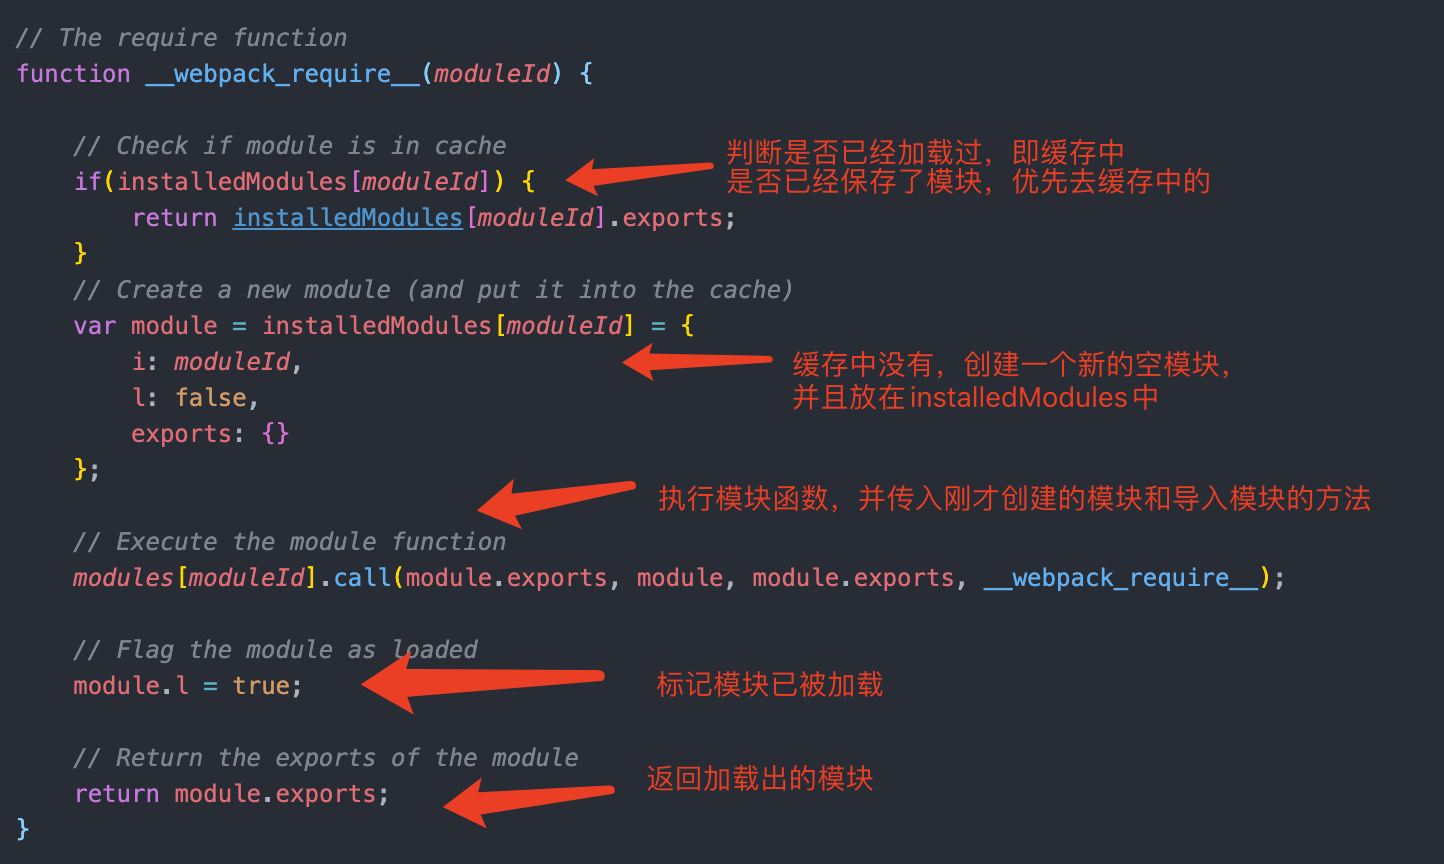 // The require function
function __webpack_require__(moduleId) {
// Check if module is in cache
判断是否已经加载过，即缓存中
if(installedModules[moduleId]) {
是否已经保存了模块，优先去缓存中的
return installedModules[moduleId].exports;
}
// Create a new module (and put it into the cache)
var module = installedModules[moduleId] = {
i: moduleId,
缓存中没有，创建一个新的空模块，
l: false,
并且放在installedModules中
exports: {}
};
执行模块函数，并传入刚才创建的模块和导入模块的方法
// Execute the module function
modules[moduleId].call(module.exports, module, module.exports, __webpack_require__);
// Flag the module as loaded
module.l = true;
标记模块已被加载
// Return the exports of the module
返回加载出的模块
return module.exports;
}